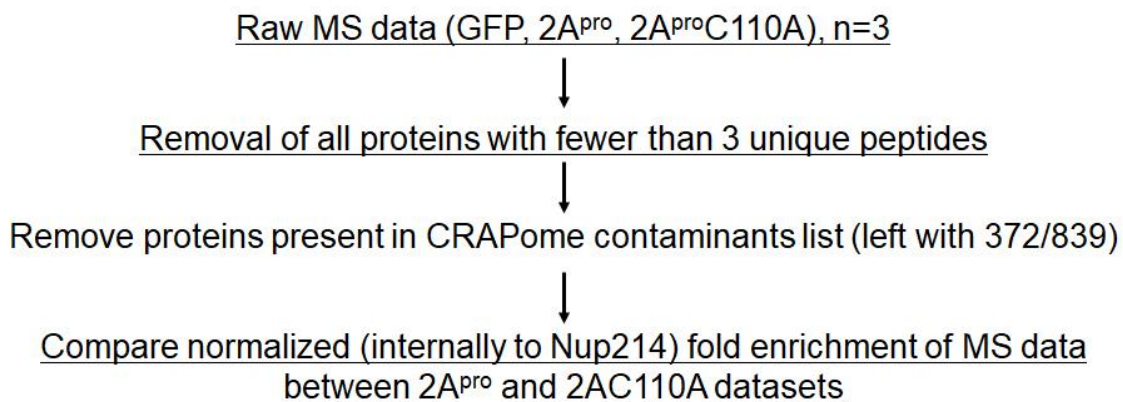 Raw MS data (GFP, 2Aᵖʳᵒ, 2AᵖʳᵒC110A), n=3
Removal of all proteins with fewer than 3 unique peptides
Remove proteins present in CRAPome contaminants list (left with 372/839)
Compare normalized (internally to Nup214) fold enrichment of MS data
between 2Aᵖʳᵒ and 2AC110A datasets